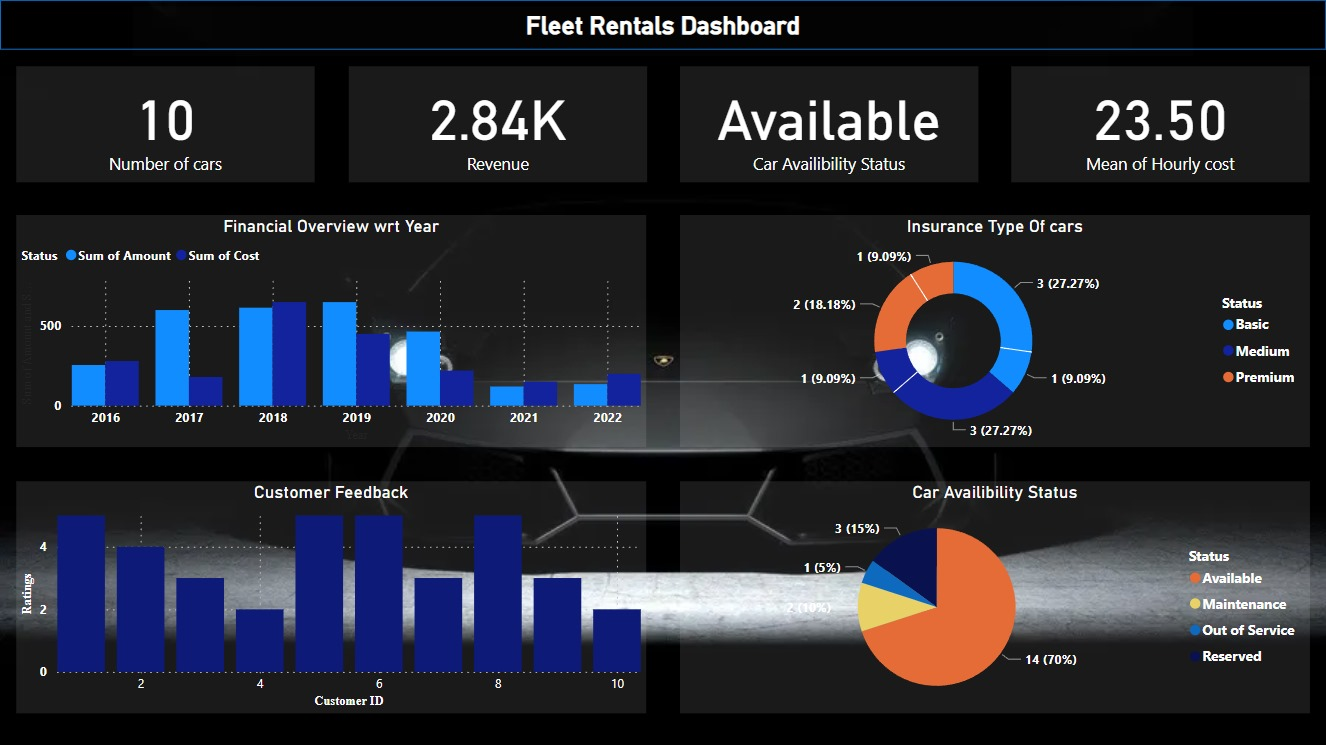 Fleet Rentals Dashboard
10
Number of cars
2.84K
Revenue
Available
Car Availibility Status
23.50
Mean of Hourly cost
Financial Overview wrt Year
Status Sum of Amount Sum of Cost
500
0
2016 2017 2018 2019 2020 2021 2022
Insurance Type Of cars
1 (9.09%)
3 (27.27%)
2 (18.18%)
1 (9.09%)
1 (9.09%)
3 (27.27%)
Status
Basic
Medium
Premium
Customer Feedback
Ratings
4
2
0
2 4 6 8 10
Customer ID
Car Availibility Status
3 (15%)
1 (5%)
2 (10%)
14 (70%)
Status
Available
Maintenance
Out of Service
Reserved